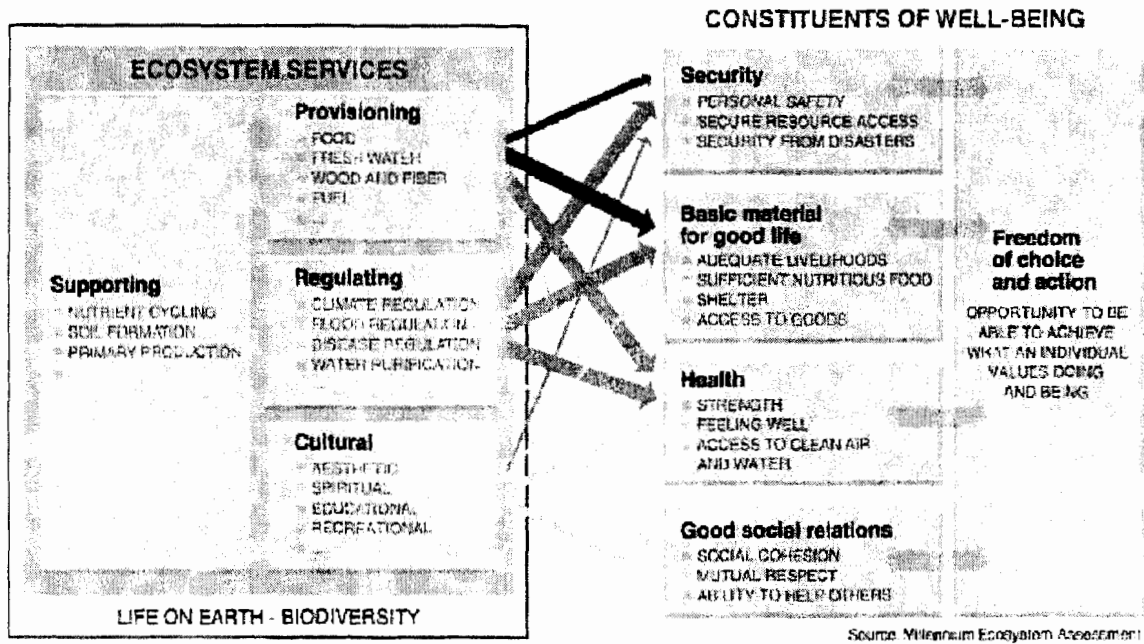 CONSTITUENTS OF WELL-BEING
ECOSYSTEM SERVICES
Supporting
NUTRIENT CYCLING
SOIL FORMATION
PRIMARY PRODUCTION
...
Provisioning
FOOD
FRESH WATER
WOOD AND FIBER
FUEL
...
Regulating
CLIMATE REGULATION
FLOOD REGULATION
DISEASE REGULATION
WATER PURIFICATION
...
Cultural
AESTHETIC
SPIRITUAL
EDUCATIONAL
RECREATIONAL
...
LIFE ON EARTH - BIODIVERSITY
Security
PERSONAL SAFETY
SECURE RESOURCE ACCESS
SECURITY FROM DISASTERS
Basic material
for good life
ADEQUATE LIVELIHOODS
SUFFICIENT NUTRITIOUS FOOD
SHELTER
ACCESS TO GOODS
Health
STRENGTH
FEELING WELL
ACCESS TO CLEAN AIR
AND WATER
Good social relations
SOCIAL COHESION
MUTUAL RESPECT
ABILITY TO HELP OTHERS
Freedom
of choice
and action
OPPORTUNITY TO BE
ABLE TO ACHIEVE
WHAT AN INDIVIDUAL
VALUES DOING
AND BEING
Source: Millennium Ecosystem Assessment